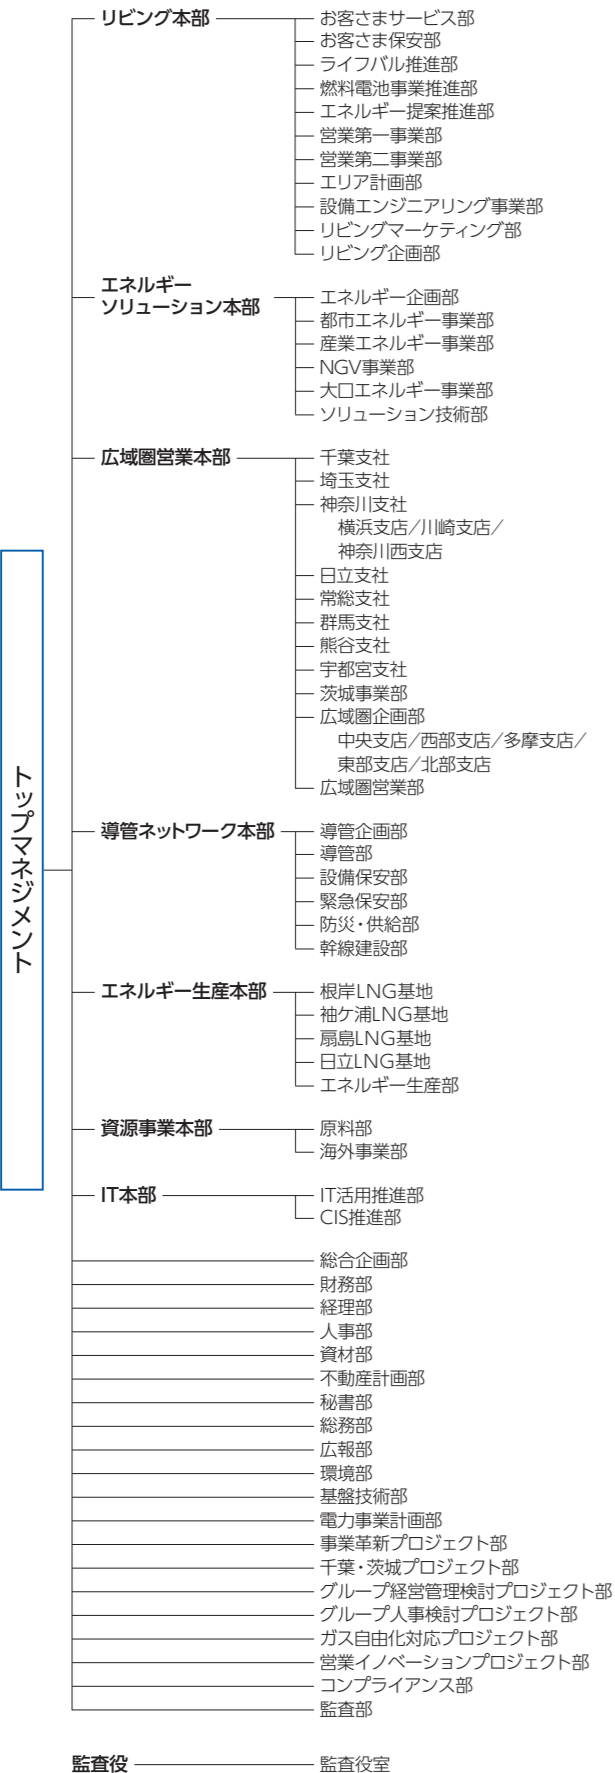 トップマネジメント
リビング本部
お客さまサービス部
お客さま保安部
ライフバル推進部
燃料電池事業推進部
エネルギー提案推進部
営業第一事業部
営業第二事業部
エリア計画部
設備エンジニアリング事業部
リビングマーケティング部
リビング企画部
エネルギー
ソリューション本部
エネルギー企画部
都市エネルギー事業部
産業エネルギー事業部
NGV事業部
大口エネルギー事業部
ソリューション技術部
広域圏営業本部
千葉支社
埼玉支社
神奈川支社
横浜支店/川崎支店/
神奈川西支店
日立支社
常総支社
群馬支社
熊谷支社
宇都宮支社
茨城事業部
広域圏企画部
中央支店/西部支店/多摩支店/
東部支店/北部支店
広域圏営業部
導管ネットワーク本部
導管企画部
導管部
設備保安部
緊急保安部
防災・供給部
幹線建設部
エネルギー生産本部
根岸LNG基地
袖ケ浦LNG基地
扇島LNG基地
日立LNG基地
エネルギー生産部
資源事業本部
原料部
海外事業部
IT本部
IT活用推進部
CIS推進部
総合企画部
財務部
経理部
人事部
資材部
不動産計画部
秘書部
総務部
広報部
環境部
基盤技術部
電力事業計画部
事業革新プロジェクト部
千葉・茨城プロジェクト部
グループ経営管理検討プロジェクト部
グループ人事検討プロジェクト部
ガス自由化対応プロジェクト部
営業イノベーションプロジェクト部
コンプライアンス部
監査部
監査役
監査役室